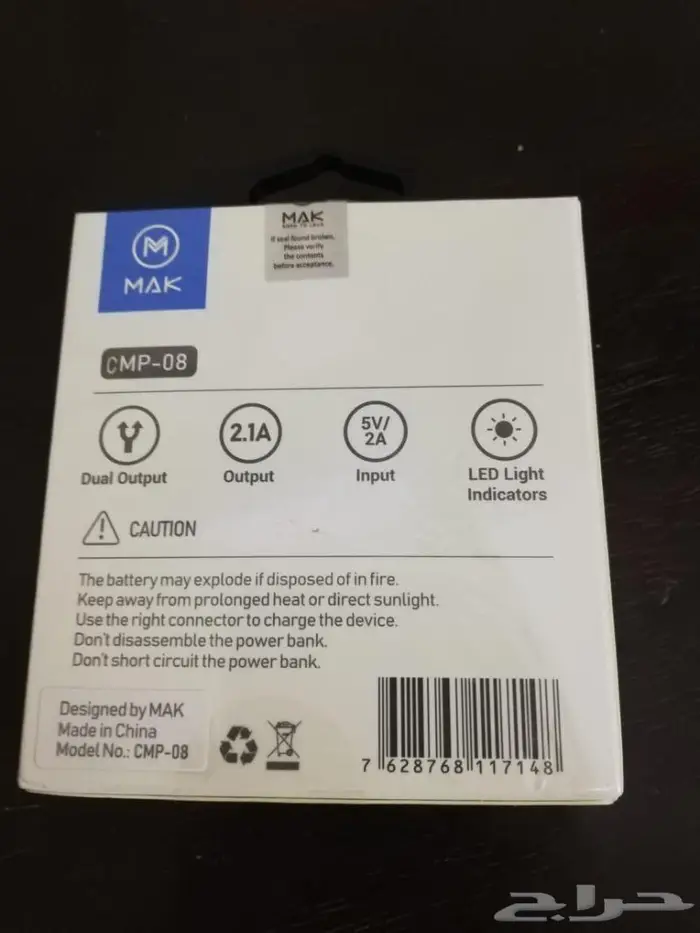 MAK
BORN TO LEAD
If seal found broken,
Please verify
the contents
before acceptance.
MAK
CMP-08
2.1A
5V/
2A
Dual Output
Output
Input
LED Light
Indicators
CAUTION
The battery may explode if disposed of in fire.
Keep away from prolonged heat or direct sunlight.
Use the right connector to charge the device.
Don't disassemble the power bank.
Don't short circuit the power bank.
Designed by MAK
Made in China
Model No.: CMP-08
7 628768 117148
حراج